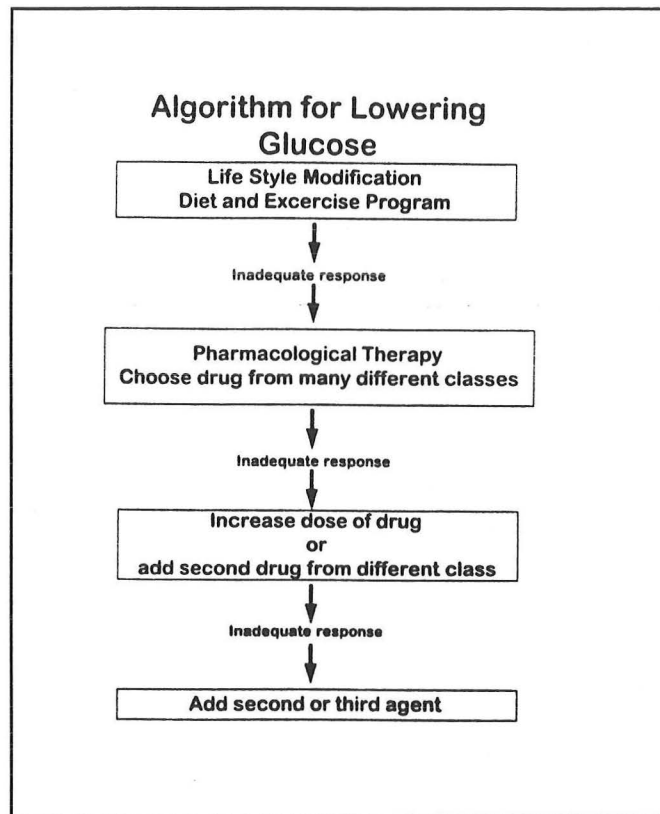 Algorithm for Lowering
Glucose
Life Style Modification
Diet and Excercise Program
Inadequate response
Pharmacological Therapy
Choose drug from many different classes
Inadequate response
Increase dose of drug
or
add second drug from different class
Inadequate response
Add second or third agent